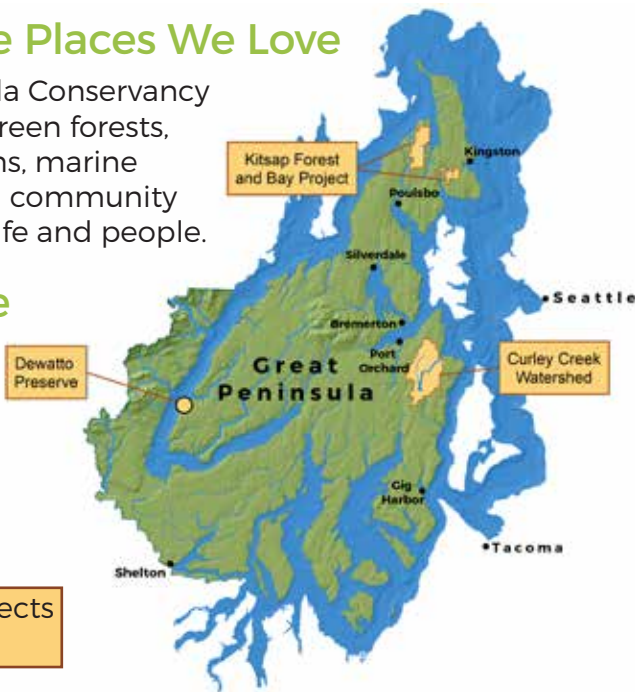 e Places We Love
la Conservancy
reen forests,
ns, marine
community
ife and people.
e
Kitsap Forest
and Bay Project
Kingston
Poulsbo
Silverdale
Seattle
Bremerton
Port
Orchard
Great
Peninsula
Dewatto
Preserve
Curley Creek
Watershed
Gig
Harbor
Tacoma
Shelton
ects